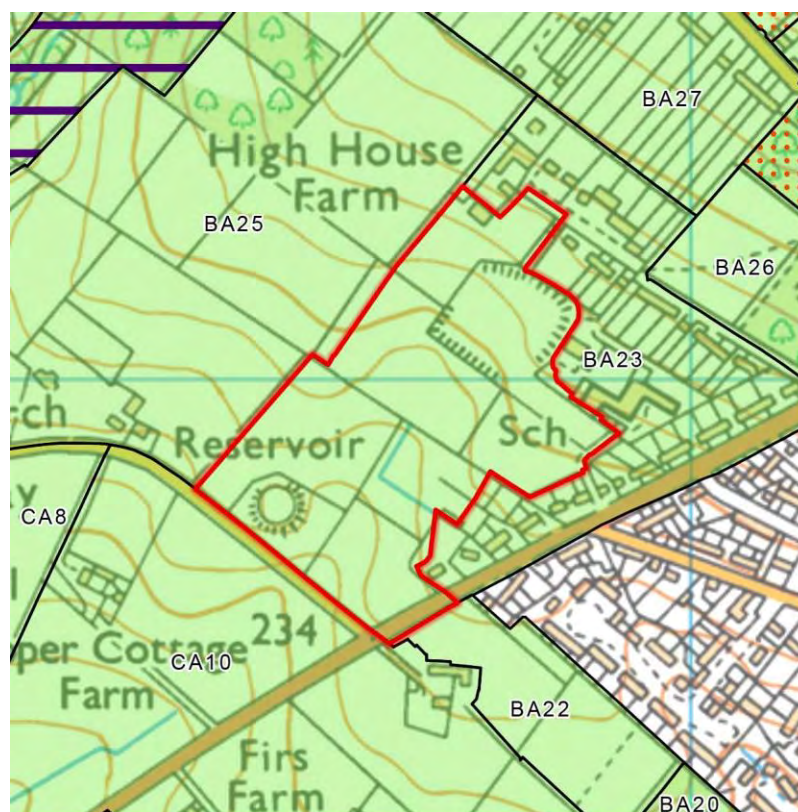 BA27
High House
Farm
BA25
BA26
BA23
ch
Reservoir
Sch
CA8
234
per Cottage
CA10
Farm
BA22
Firs
Farm
BA20